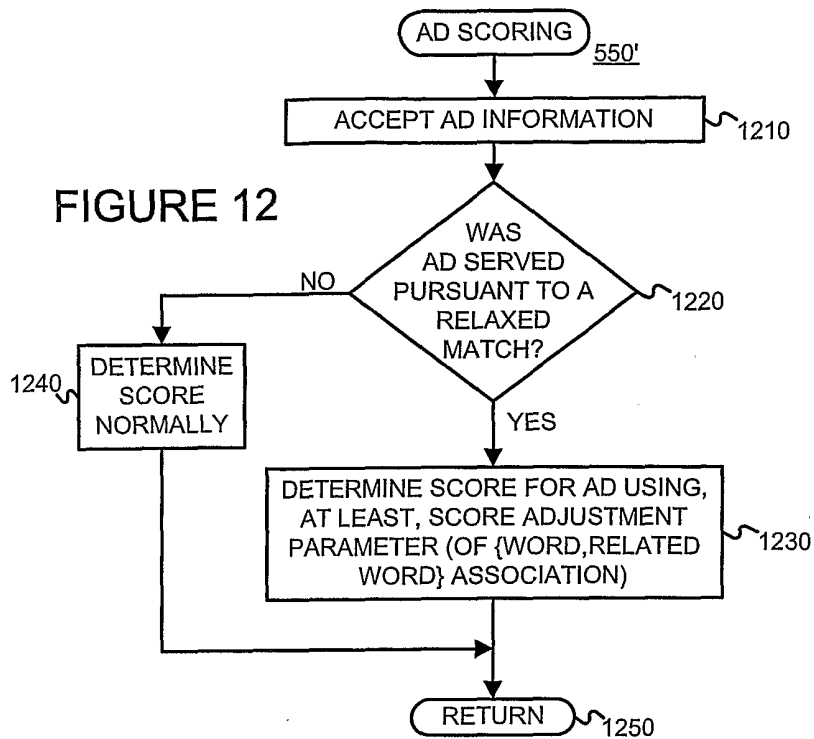 AD SCORING
550'
ACCEPT AD INFORMATION
1210
FIGURE 12
WAS
AD SERVED
PURSUANT TO A
RELAXED
MATCH?
1220
NO
YES
DETERMINE
SCORE
NORMALLY
1240
DETERMINE SCORE FOR AD USING,
AT LEAST, SCORE ADJUSTMENT
PARAMETER (OF {WORD,RELATED
WORD} ASSOCIATION)
1230
RETURN
1250